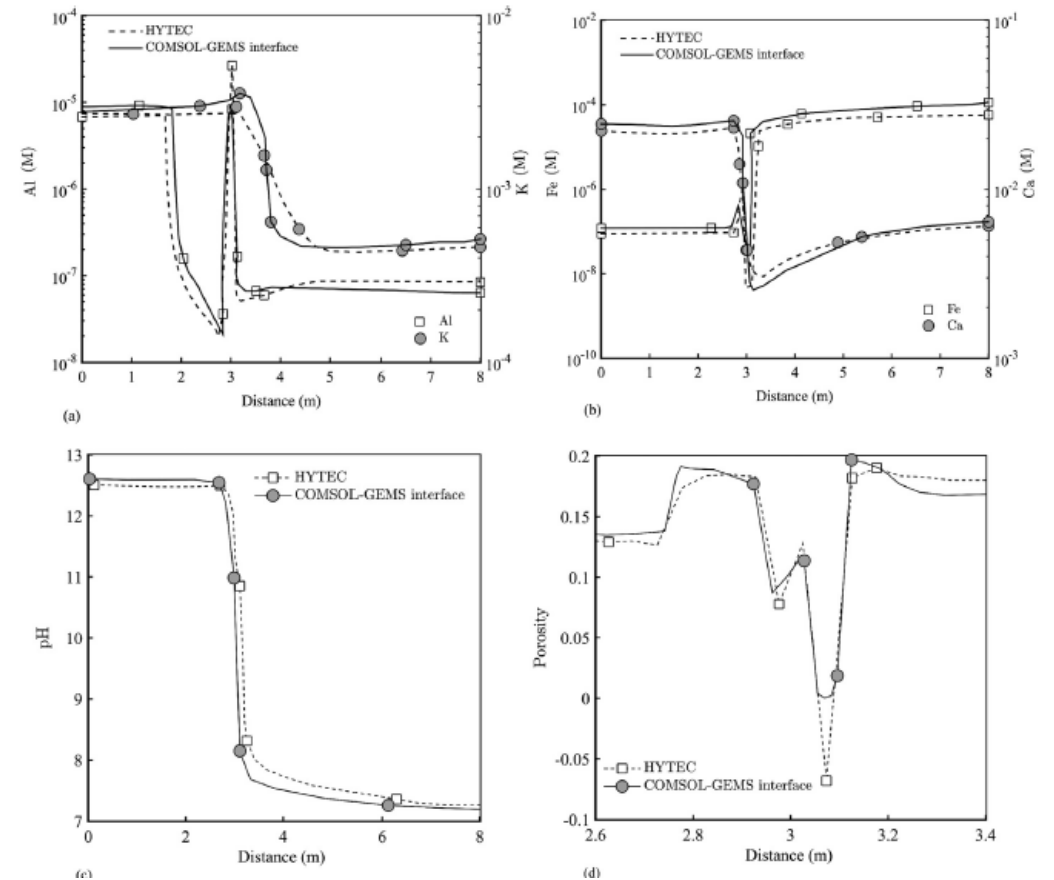 10^-4
10^-2
HYTEC
COMSOL-GEMS interface
10^-5
Al (M)
10^-6
K (M)
10^-3
10^-7
Al
K
10^-8
10^-4
0 1 2 3 4 5 6 7 8
Distance (m)
(a)
10^-2
10^-1
HYTEC
COMSOL-GEMS interface
10^-4
Fe (M)
10^-6
Ca (M)
10^-2
10^-8
Fe
Ca
10^-10
10^-3
0 1 2 3 4 5 6 7 8
Distance (m)
(b)
13
HYTEC
COMSOL-GEMS interface
12
11
pH
10
9
8
7
0 2 4 6 8
Distance (m)
(c)
0.2
0.15
0.1
Porosity
0.05
0
-0.05
HYTEC
COMSOL-GEMS interface
-0.1
2.6 2.8 3 3.2 3.4
Distance (m)
(d)